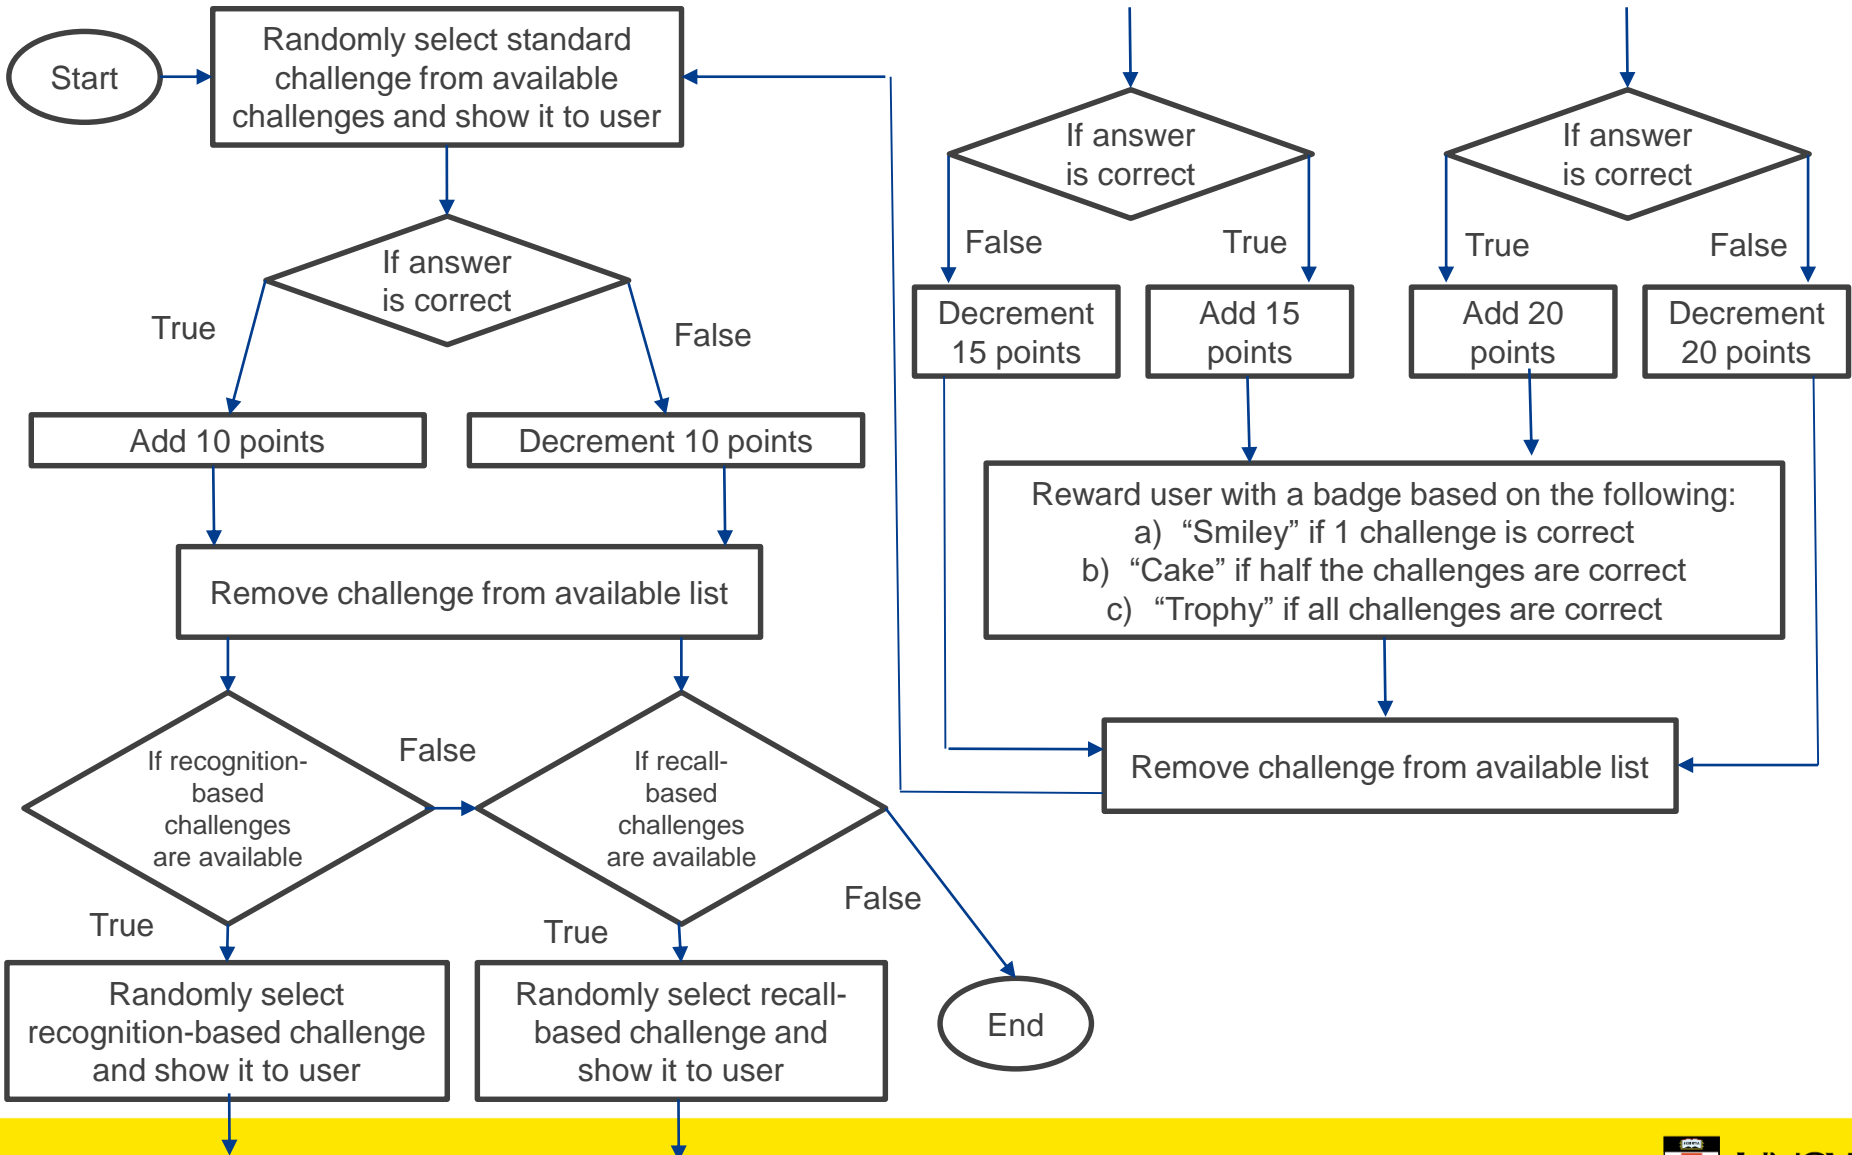 Start
Randomly select standard
challenge from available
challenges and show it to user
If answer
is correct
True
False
Add 10 points
Decrement 10 points
Remove challenge from available list
If recognition-
based
challenges
are available
False
If recall-
based
challenges
are available
False
True
True
Randomly select
recognition-based challenge
and show it to user
Randomly select recall-
based challenge and
show it to user
End
If answer
is correct
False
True
Decrement
15 points
Add 15
points
If answer
is correct
True
False
Add 20
points
Decrement
20 points
Reward user with a badge based on the following:
a) “Smiley” if 1 challenge is correct
b) “Cake” if half the challenges are correct
c) “Trophy” if all challenges are correct
Remove challenge from available list